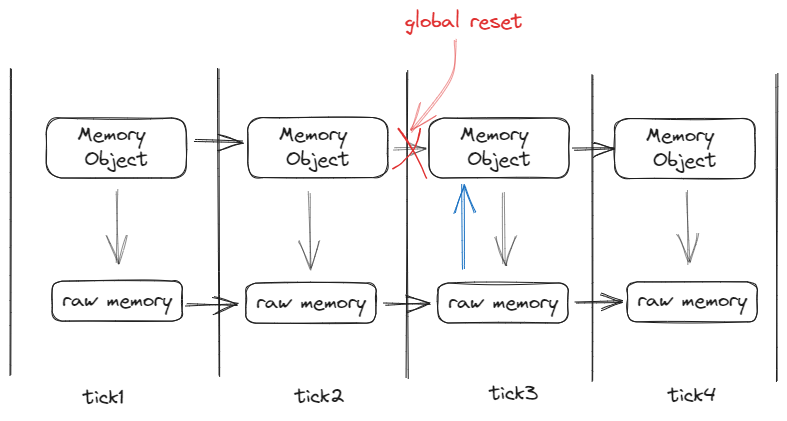 global reset
Memory
Object
Memory
Object
Memory
Object
Memory
Object
raw memory
raw memory
raw memory
raw memory
tick1
tick2
tick3
tick4